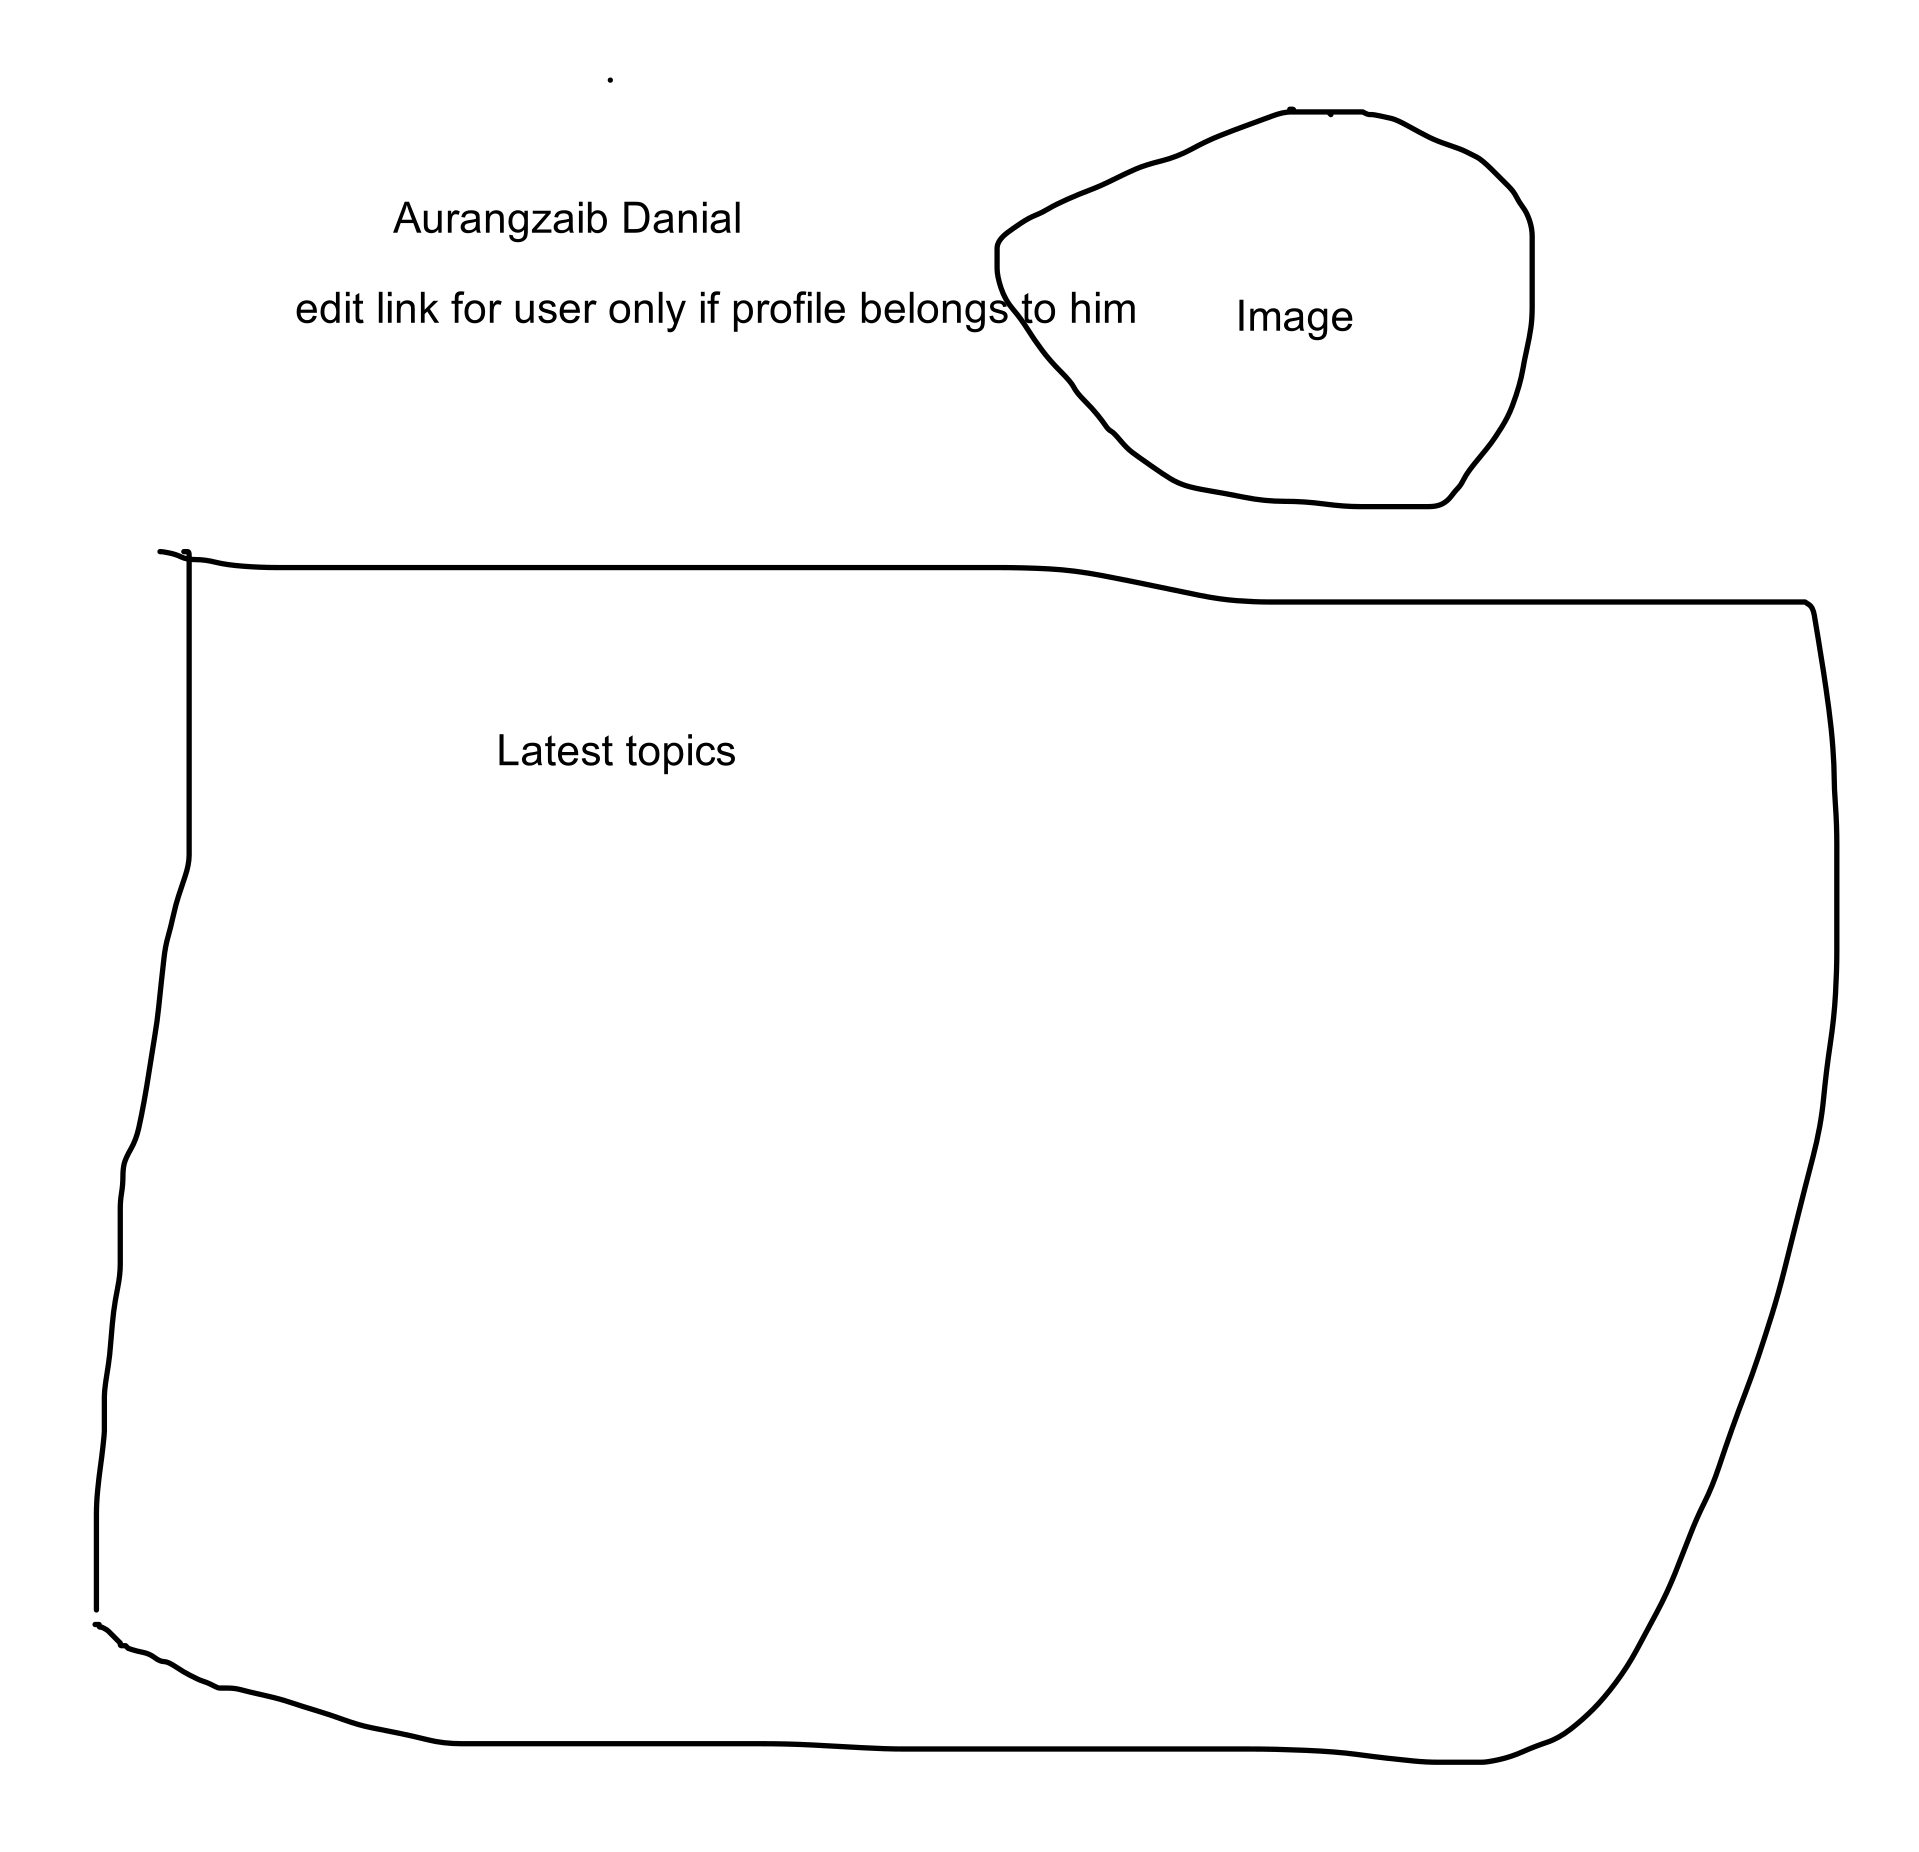 Aurangzaib Danial
edit link for user only if profile belongs to him
Image
Latest topics